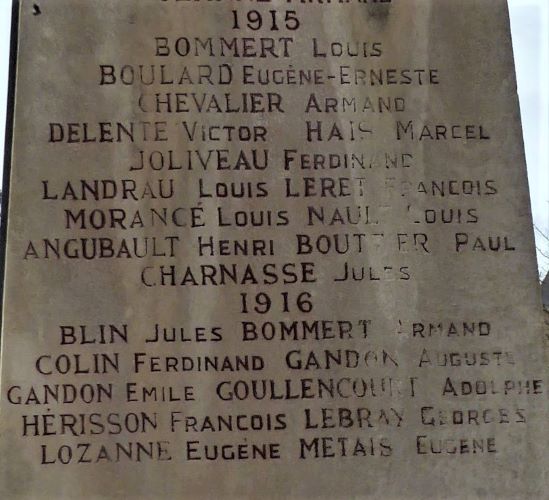 1915
BOMMERT LOUIS
BOULARD EUGÈNE-ERNESTE
CHEVALIER ARMAND
DELENTE VICTOR HAIS MARCEL
JOLIVEAU FERDINAND
LANDRAU LOUIS LERET FRANCOIS
MORANCÉ LOUIS NAULT LOUIS
ANGUBAULT HENRI BOUTTIER PAUL
CHARNASSE JULES
1916
BLIN JULES BOMMERT ARMAND
COLIN FERDINAND GANDON AUGUSTE
GANDON EMILE GOULLENCOURT ADOLPHE
HÉRISSON FRANCOIS LEBRAY GEORGES
LOZANNE EUGÉNE METAIS EUGÈNE